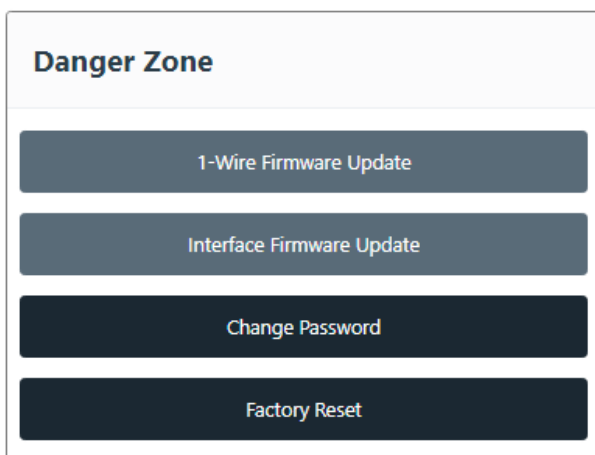 Danger Zone
1-Wire Firmware Update
Interface Firmware Update
Change Password
Factory Reset